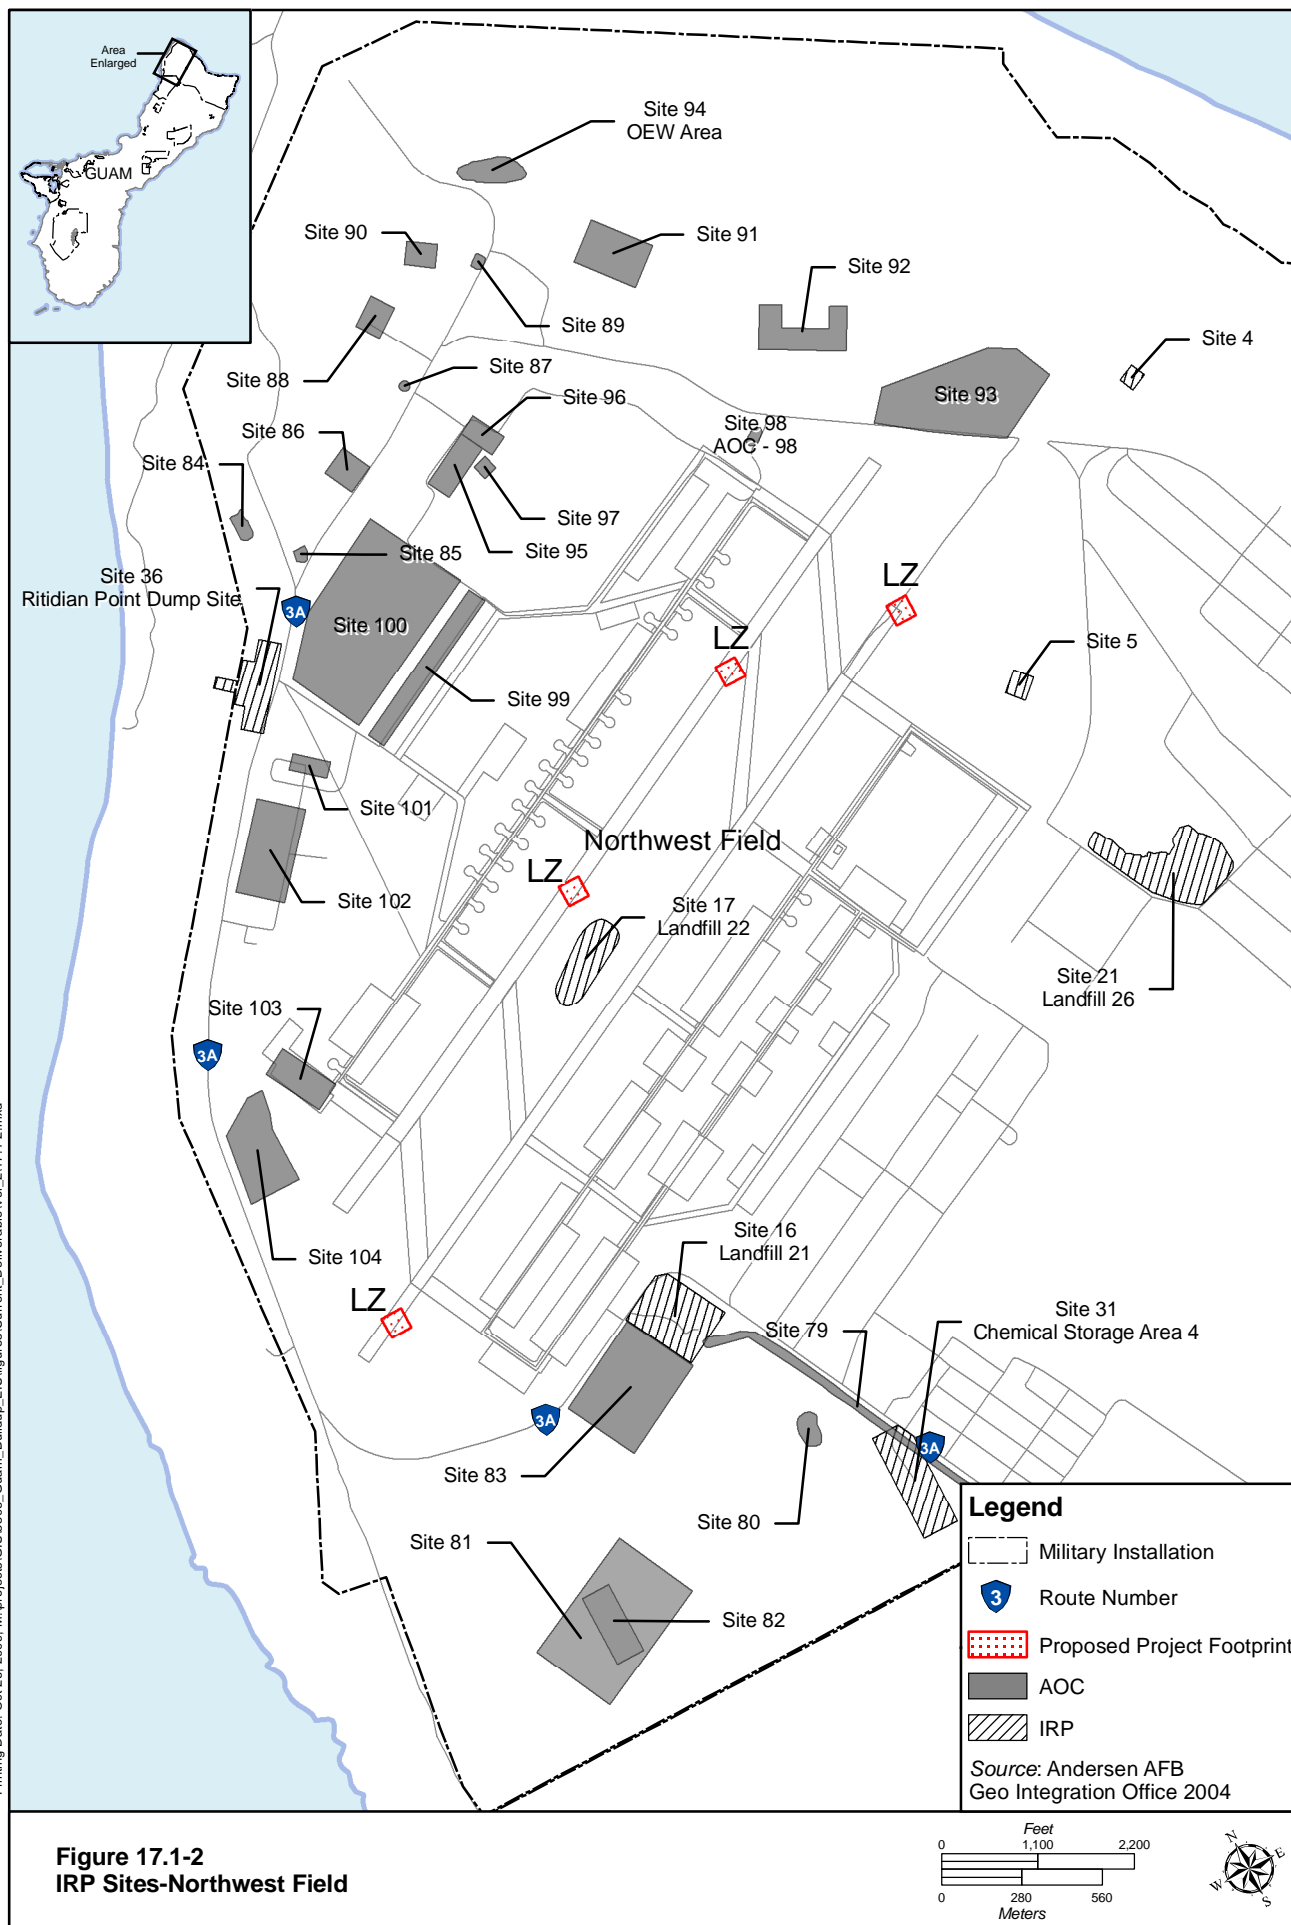 Area
Enlarged
GUAM
Site 94
OEW Area
Site 90
Site 91
Site 92
Site 89
Site 4
Site 88
Site 87
Site 96
Site 93
Site 98
AOC - 98
Site 86
Site 84
Site 97
Site 95
Site 85
Site 36
Ritidian Point Dump Site
3A
LZ
Site 100
LZ
Site 5
Site 99
Site 101
Northwest Field
LZ
Site 102
Site 17
Landfill 22
Site 21
Landfill 26
Site 103
3A
Site 16
Landfill 21
Site 104
LZ
Site 31
Chemical Storage Area 4
Site 79
3A
3A
Site 83
Site 80
Site 81
Site 82
Legend
Military Installation
3
Route Number
Proposed Project Footprint
AOC
IRP
Source: Andersen AFB
Geo Integration Office 2004
Figure 17.1-2
IRP Sites-Northwest Field
Feet
0 1,100 2,200
0 280 560
Meters
N
E
W
S